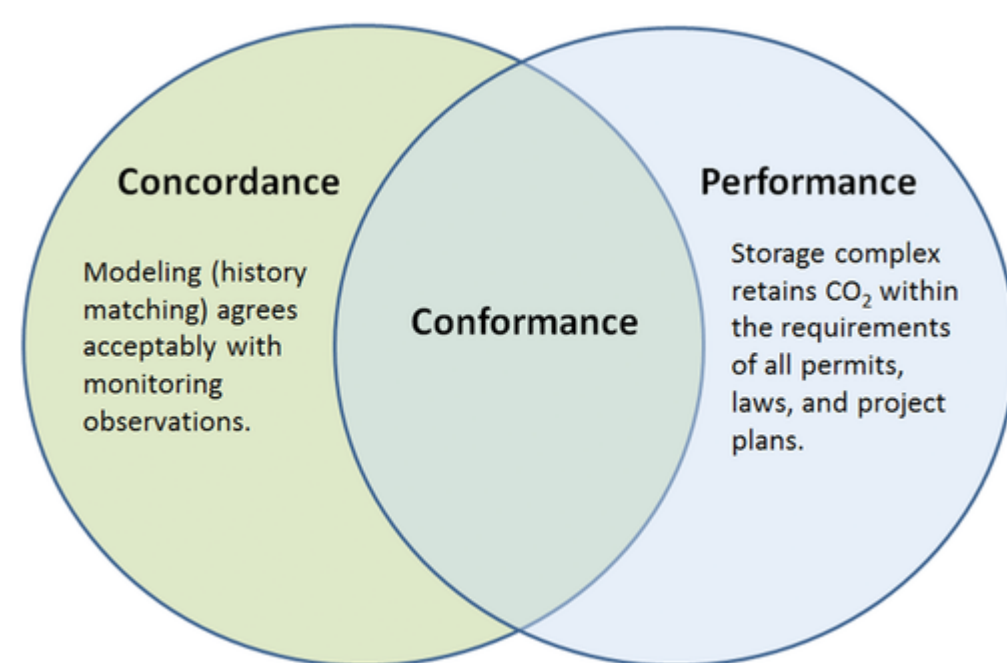 Concordance
Modeling (history
matching) agrees
acceptably with
monitoring
observations.
Conformance
Performance
Storage complex
retains CO₂ within
the requirements
of all permits,
laws, and project
plans.